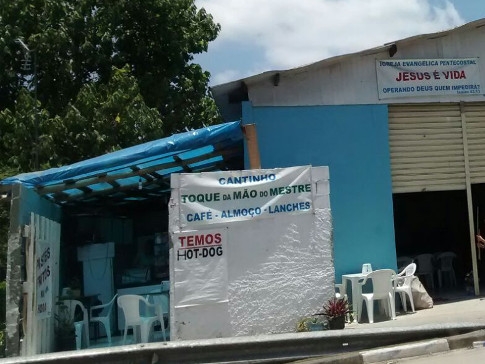 IGREJA EVANGÉLICA PENTECOSTAL
JESUS É VIDA
OPERANDO DEUS QUEM IMPEDIRÁ?
CANTINHO
TOQUE DA MÃO DO MESTRE
CAFÉ - ALMOÇO - LANCHES
TEMOS
HOT-DOG